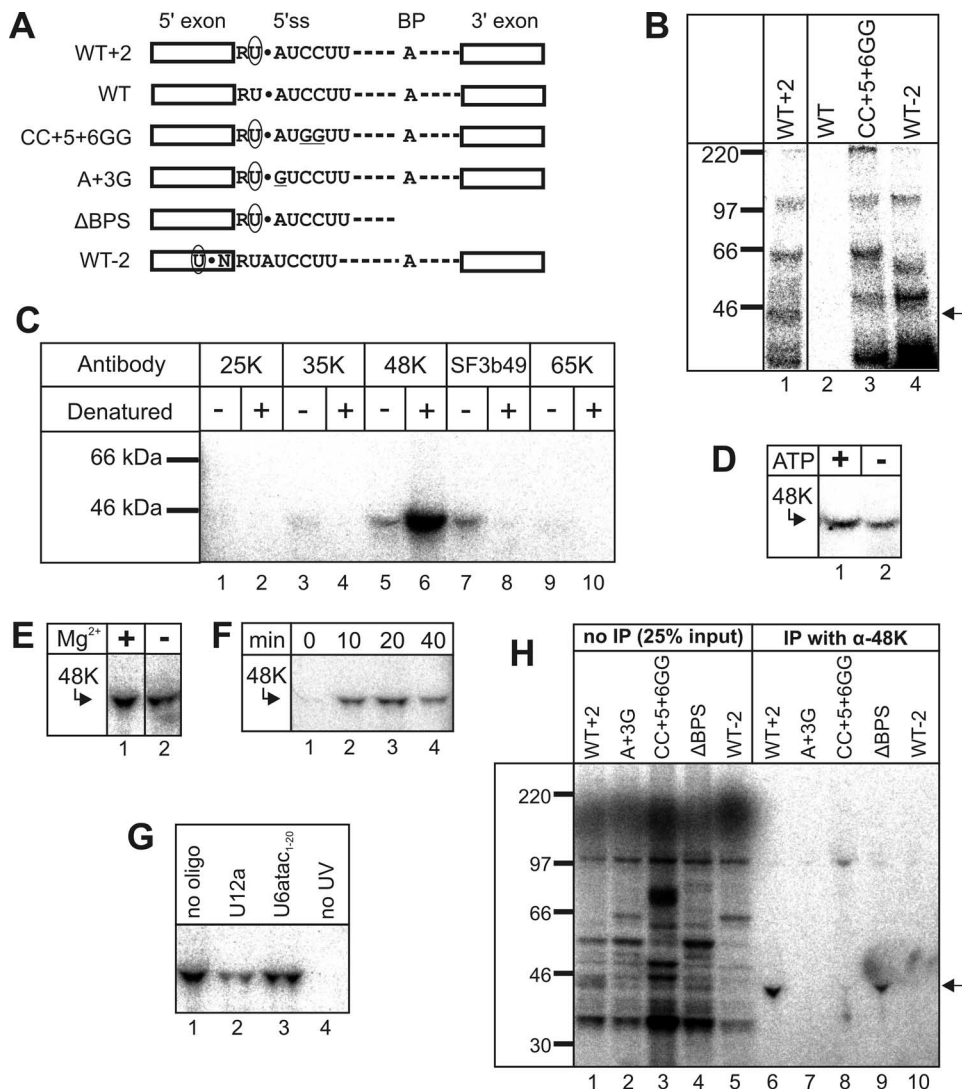 A
5' exon 5'ss BP 3' exon
WT+2 RU•AUCCUU A
WT RU•AUCCUU A
CC+5+6GG RU•AUGGUU A
A+3G RU•GUCCUU A
ΔBPS RU•AUCCUU
WT-2 U•N RUAUCCUU A
B
WT+2 WT CC+5+6GG WT-2
220
97
66
46
1 2 3 4
C
Antibody 25K 35K 48K SF3b49 65K
Denatured - + - + - + - + - +
66 kDa
46 kDa
1 2 3 4 5 6 7 8 9 10
D
ATP + -
48K
1 2
E
Mg2+ + -
48K
1 2
F
min 0 10 20 40
48K
1 2 3 4
G
no oligo U12a U6atac1-20 no UV
1 2 3 4
H
no IP (25% input) IP with α-48K
WT+2 A+3G CC+5+6GG ΔBPS WT-2 WT+2 A+3G CC+5+6GG ΔBPS WT-2
220
97
66
46
30
1 2 3 4 5 6 7 8 9 10